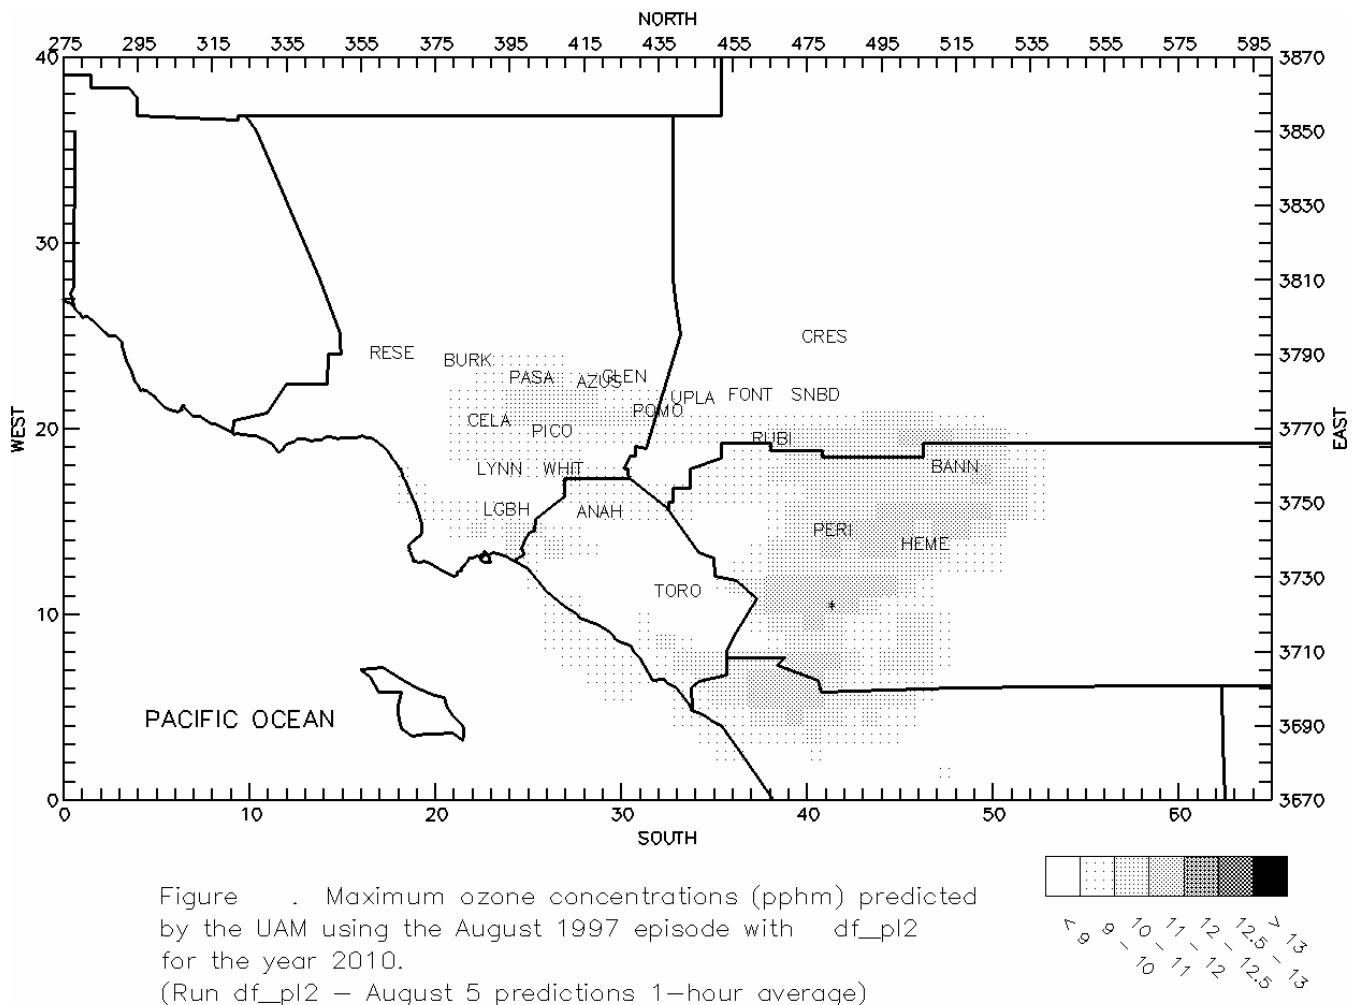 NORTH
275 295 315 335 355 375 395 415 435 455 475 495 515 535 555 575 595
40 3870
3850
3830
30
3810
CRES
3790
RESE BURK
PASA AZUS GLEN
UPLA FONT SNBD
POMO
CELA
PICO
WEST 20 3770 EAST
RUBI
LYNN WHIT BANN
3750
LGBH ANAH
PERI
HEME
3730
TORO
10
*
3710
PACIFIC OCEAN
3690
0 3670
0 10 20 30 40 50 60
SOUTH
Figure . Maximum ozone concentrations (pphm) predicted
by the UAM using the August 1997 episode with df_pl2
for the year 2010.
(Run df_pl2 – August 5 predictions 1–hour average)
< 9
9 – 10
10 – 11
11 – 12
12 – 12.5
12.5 – 13
> 13